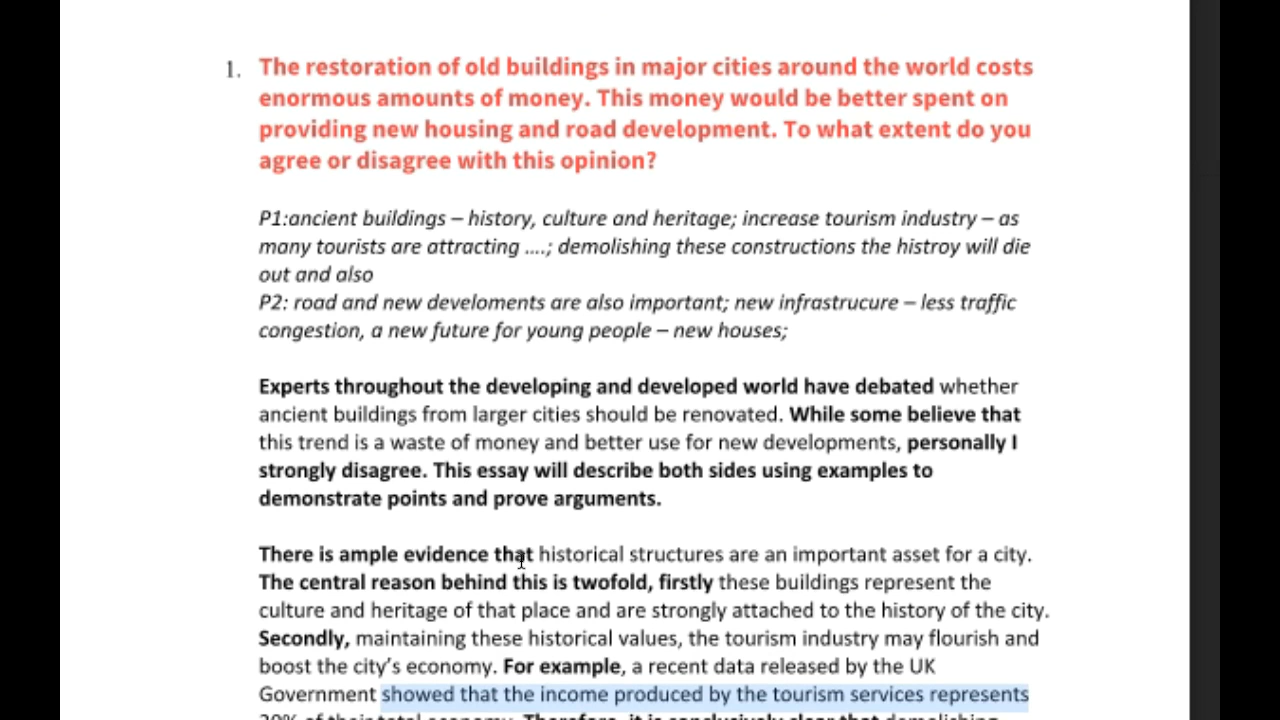 1. The restoration of old buildings in major cities around the world costs
enormous amounts of money. This money would be better spent on
providing new housing and road development. To what extent do you
agree or disagree with this opinion?
P1:ancient buildings – history, culture and heritage; increase tourism industry – as
many tourists are attracting ....; demolishing these constructions the histroy will die
out and also
P2: road and new develoments are also important; new infrastrucure – less traffic
congestion, a new future for young people – new houses;
Experts throughout the developing and developed world have debated whether
ancient buildings from larger cities should be renovated. While some believe that
this trend is a waste of money and better use for new developments, personally I
strongly disagree. This essay will describe both sides using examples to
demonstrate points and prove arguments.
There is ample evidence that historical structures are an important asset for a city.
The central reason behind this is twofold, firstly these buildings represent the
culture and heritage of that place and are strongly attached to the history of the city.
Secondly, maintaining these historical values, the tourism industry may flourish and
boost the city’s economy. For example, a recent data released by the UK
Government showed that the income produced by the tourism services represents